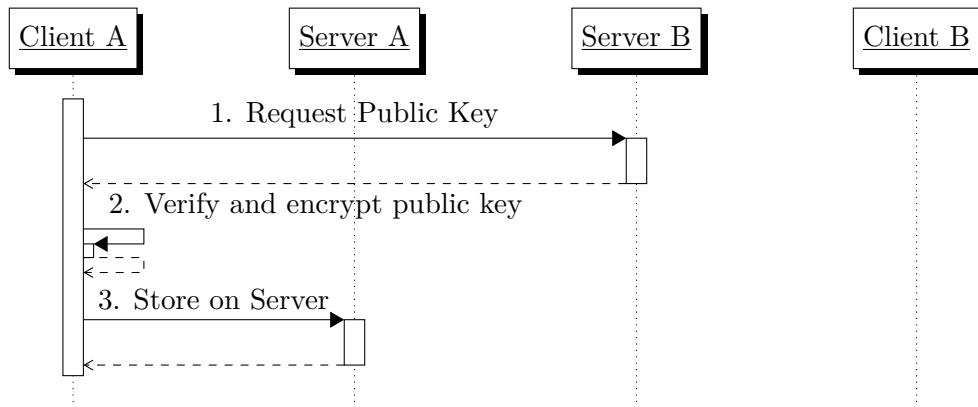 Client A
Server A
Server B
Client B
1. Request Public Key
2. Verify and encrypt public key
3. Store on Server